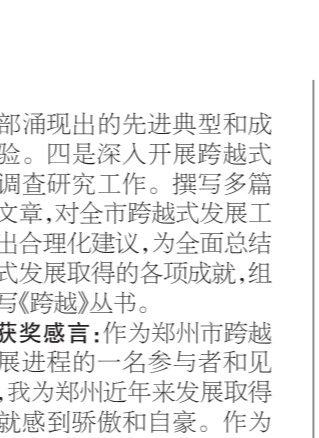 部涌现出的先进典型和成
验。四是深入开展跨越式
调查研究工作。撰写多篇
文章,对全市跨越式发展工
出合理化建议,为全面总结
式发展取得的各项成就,组
写《跨越》丛书。
获奖感言:作为郑州市跨越
展进程的一名参与者和见
,我为郑州近年来发展取得
就感到骄傲和自豪。作为